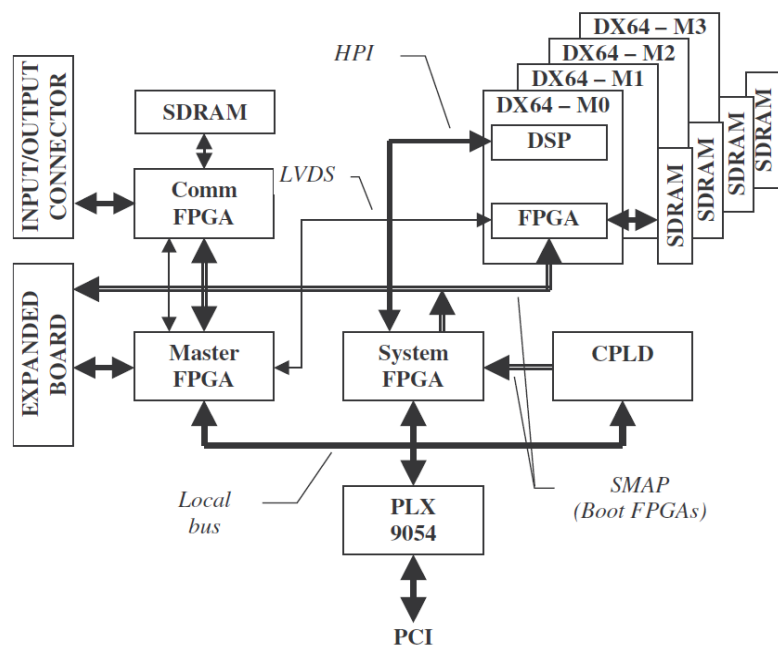 DX64 – M3
DX64 – M2
DX64 – M1
DX64 – M0
HPI
INPUT/OUTPUT
CONNECTOR
SDRAM
DSP
SDRAM
SDRAM
SDRAM
SDRAM
LVDS
Comm
FPGA
FPGA
EXPANDED
BOARD
Master
FPGA
System
FPGA
CPLD
Local
bus
SMAP
(Boot FPGAs)
PLX
9054
PCI